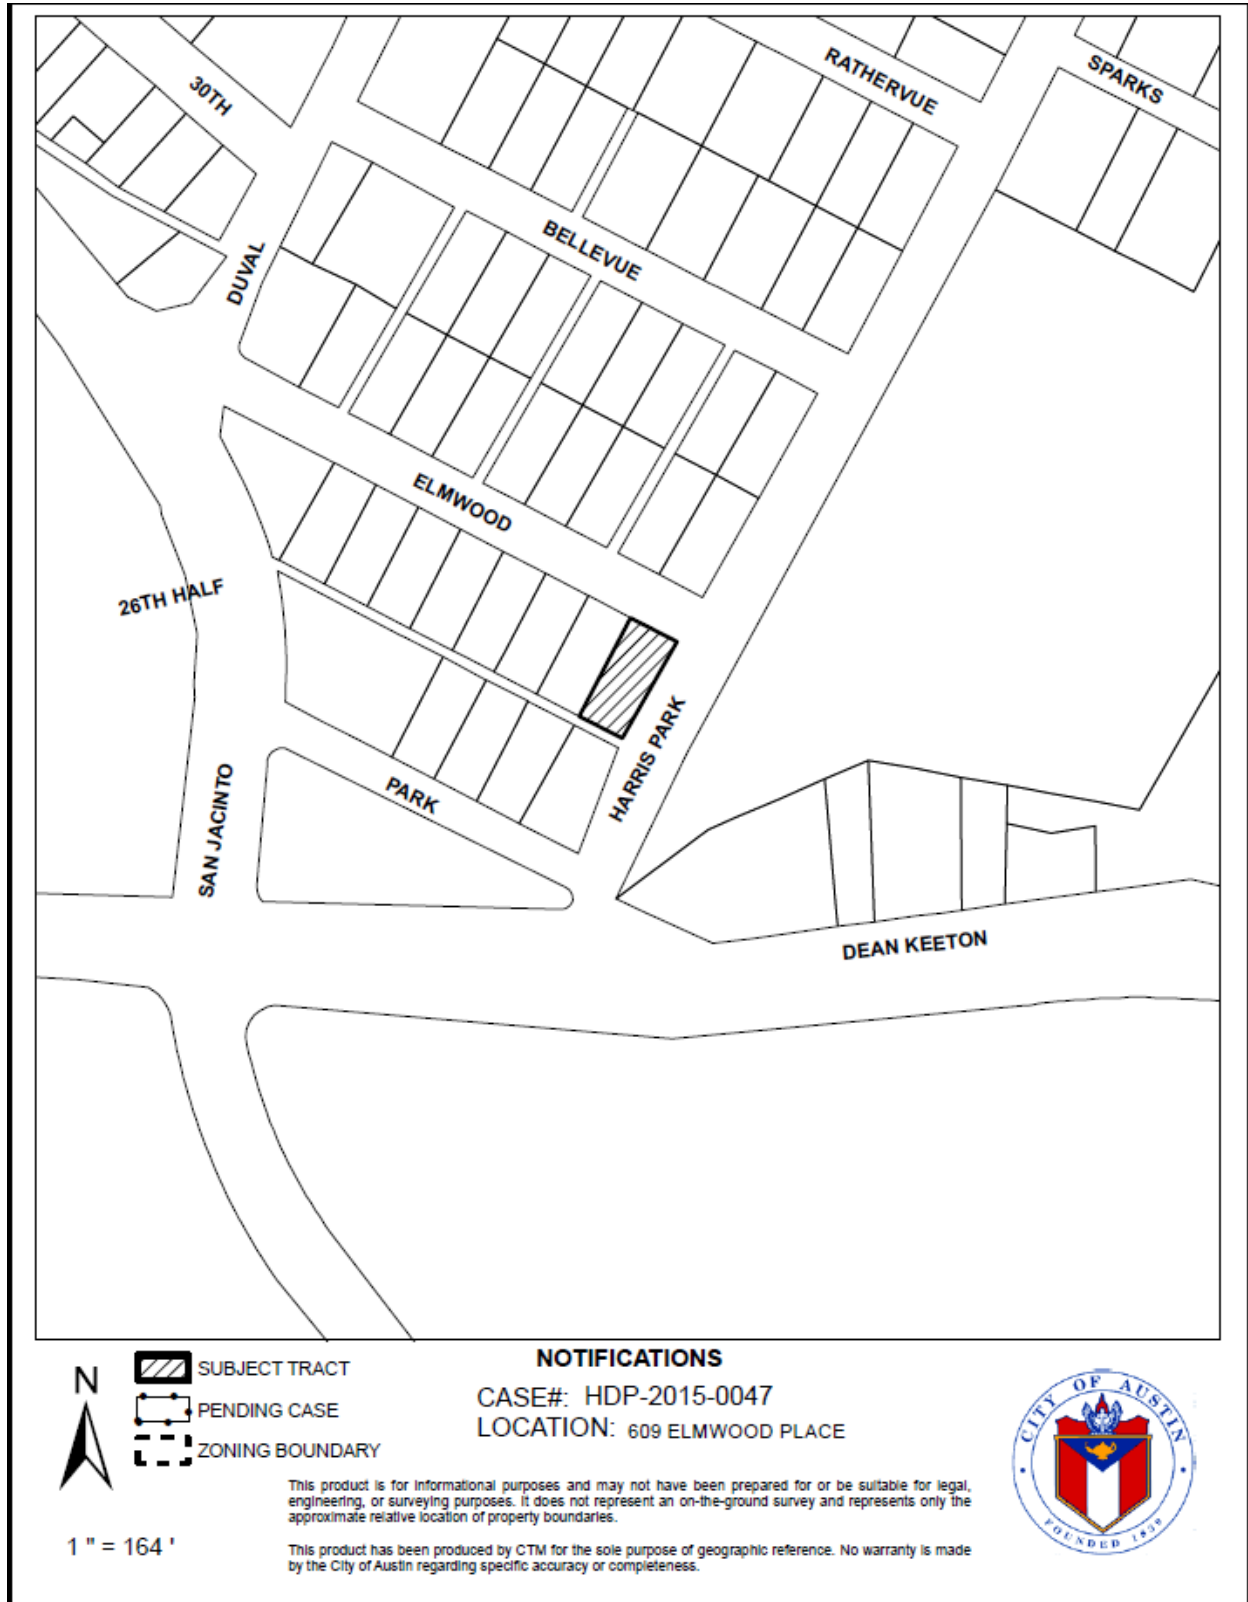 RATHERVUE
SPARKS
30TH
BELLEVUE
DUVAL
ELMWOOD
26TH HALF
HARRIS PARK
SAN JACINTO
PARK
DEAN KEETON
N
1 " = 164 '
SUBJECT TRACT
PENDING CASE
ZONING BOUNDARY
NOTIFICATIONS
CASE#: HDP-2015-0047
LOCATION: 609 ELMWOOD PLACE
This product is for informational purposes and may not have been prepared for or be suitable for legal,
engineering, or surveying purposes. It does not represent an on-the-ground survey and represents only the
approximate relative location of property boundaries.
This product has been produced by CTM for the sole purpose of geographic reference. No warranty is made
by the City of Austin regarding specific accuracy or completeness.
CITY OF AUSTIN
FOUNDED 1839